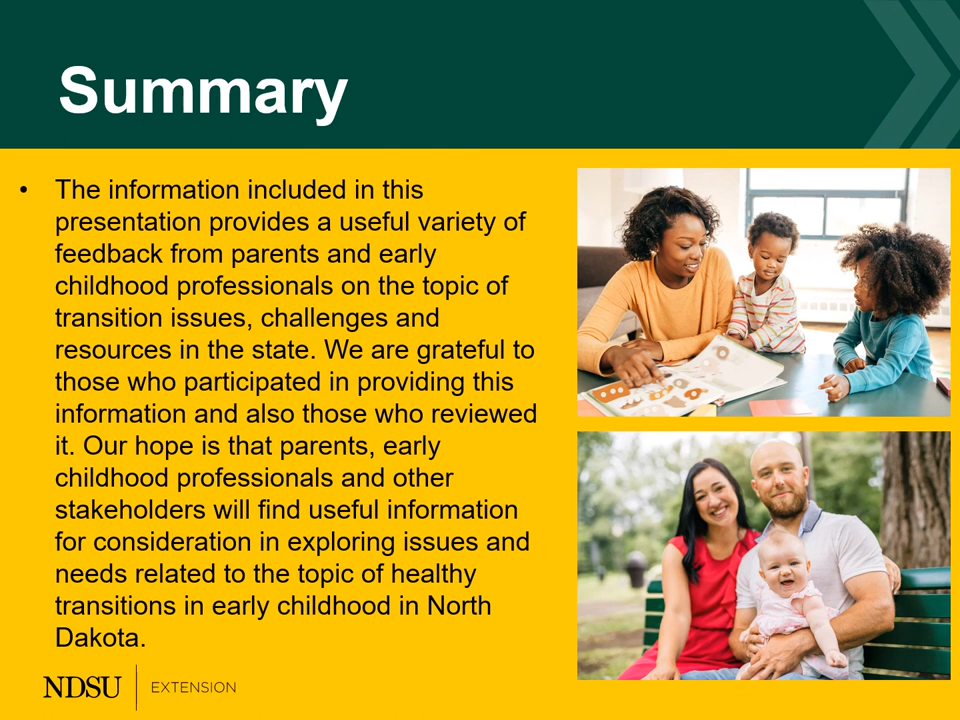 Summary
• The information included in this
presentation provides a useful variety of
feedback from parents and early
childhood professionals on the topic of
transition issues, challenges and
resources in the state. We are grateful to
those who participated in providing this
information and also those who reviewed
it. Our hope is that parents, early
childhood professionals and other
stakeholders will find useful information
for consideration in exploring issues and
needs related to the topic of healthy
transitions in early childhood in North
Dakota.
NDSU EXTENSION